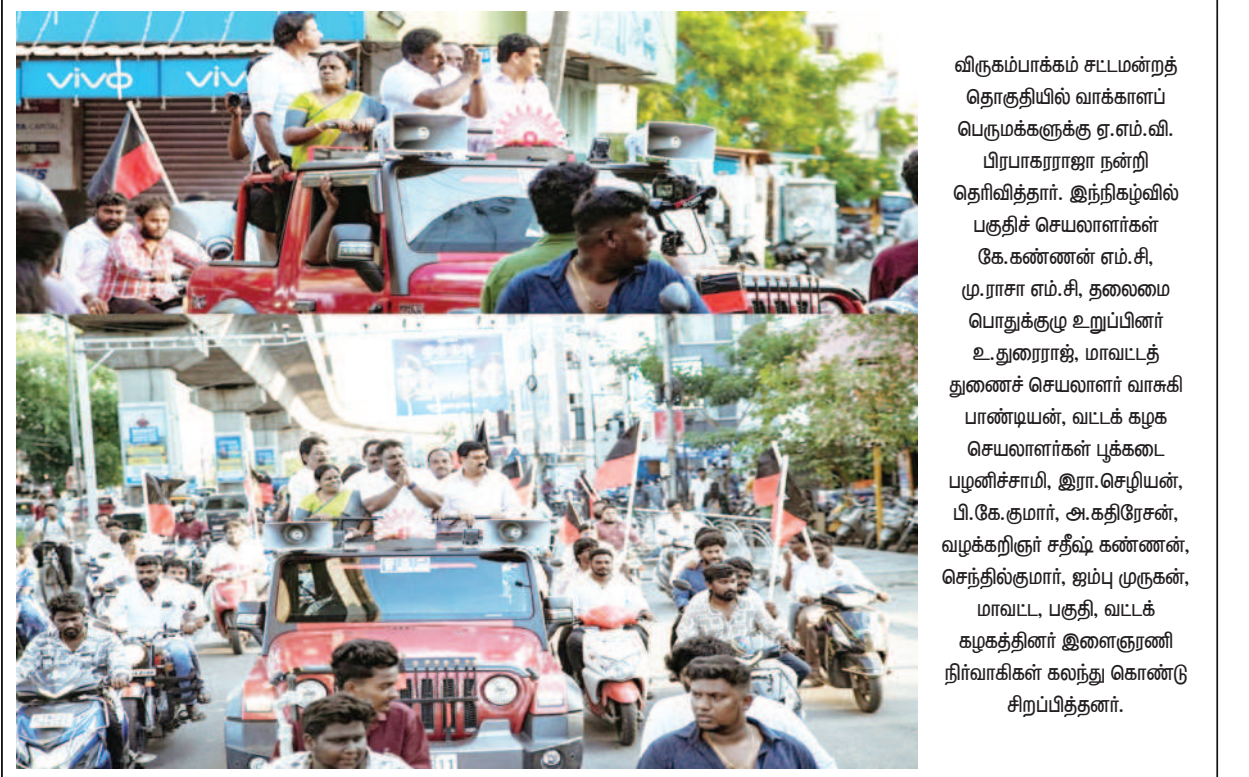 vivo
vivo
விருகம்பாக்கம் சட்டமன்றத்
தொகுதியில் வாக்காளப்
பெருமக்களுக்கு ஏ.எம்.வி.
பிரபாகரராஜா நன்றி
தெரிவித்தார். இந்நிகழ்வில்
பகுதிச் செயலாளர்கள்
கே.கண்ணன் எம்.சி,
மு.ராசா எம்.சி, தலைமை
பொதுக்குழு உறுப்பினர்
உ.துரைராஜ், மாவட்டத்
துணைச் செயலாளர் வாசுகி
பாண்டியன், வட்டக் கழக
செயலாளர்கள் பூக்கடை
பழனிச்சாமி, இரா.செழியன்,
பி.கே.குமார், அ.கதிரேசன்,
வழக்கறிஞர் சதீஷ் கண்ணன்,
செந்தில்குமார், ஜம்பு முருகன்,
மாவட்ட, பகுதி, வட்டக்
கழகத்தினர் இளைஞரணி
நிர்வாகிகள் கலந்து கொண்டு
சிறப்பித்தனர்.